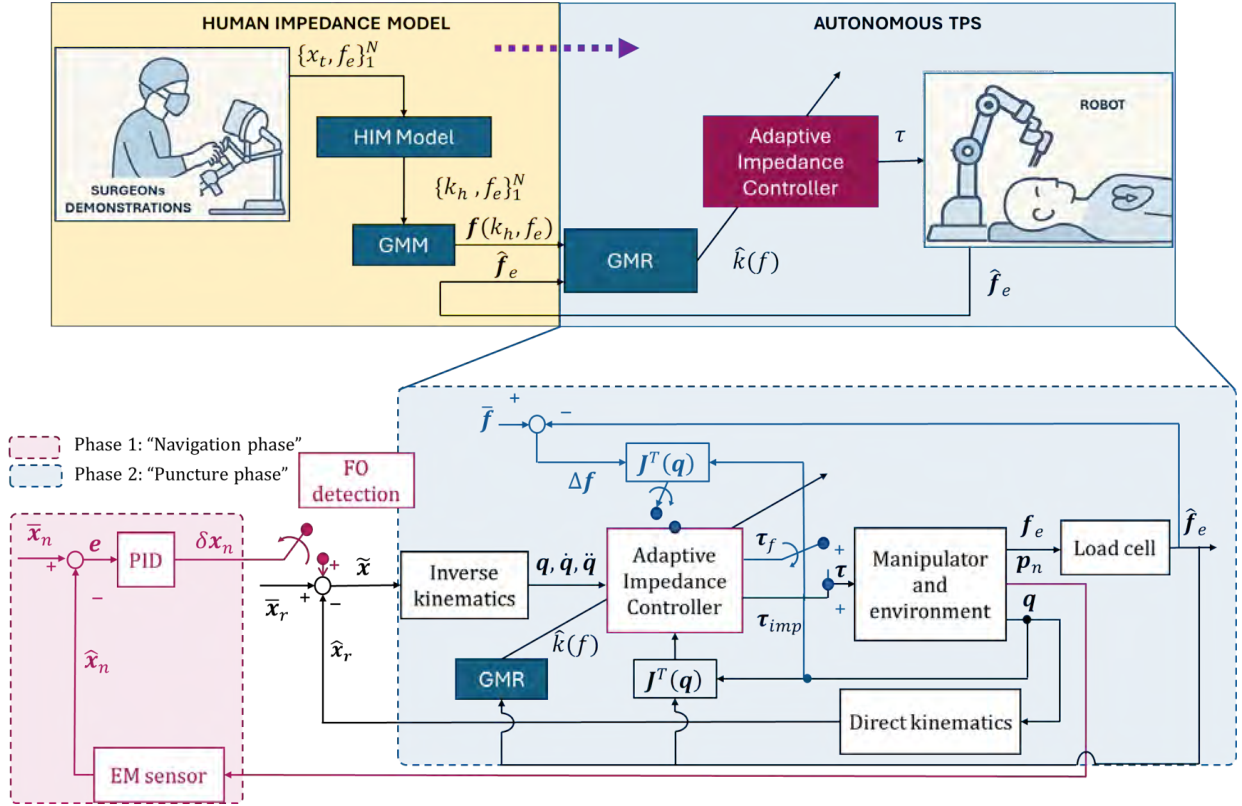 HUMAN IMPEDANCE MODEL
AUTONOMOUS TPS
{x_t, f_e}_1^N
SURGEONs
DEMONSTRATIONS
HIM Model
{k_h , f_e}_1^N
GMM
f(k_h, f_e)
f̂_e
GMR
k̂(f)
Adaptive
Impedance
Controller
τ
ROBOT
f̂_e
Phase 1: “Navigation phase”
Phase 2: “Puncture phase”
FO
detection
f̄
+
−
Δf
J^T(q)
x̄_n
+
−
e
PID
δx_n
x̂_n
EM sensor
x̄_r
+
+
−
x̃
x̂_r
Inverse
kinematics
q, q̇, q̈
Adaptive
Impedance
Controller
k̂(f)
GMR
J^T(q)
τ_f
τ_imp
+
+
τ
Manipulator
and
environment
f_e
p_n
q
Load cell
f̂_e
Direct kinematics